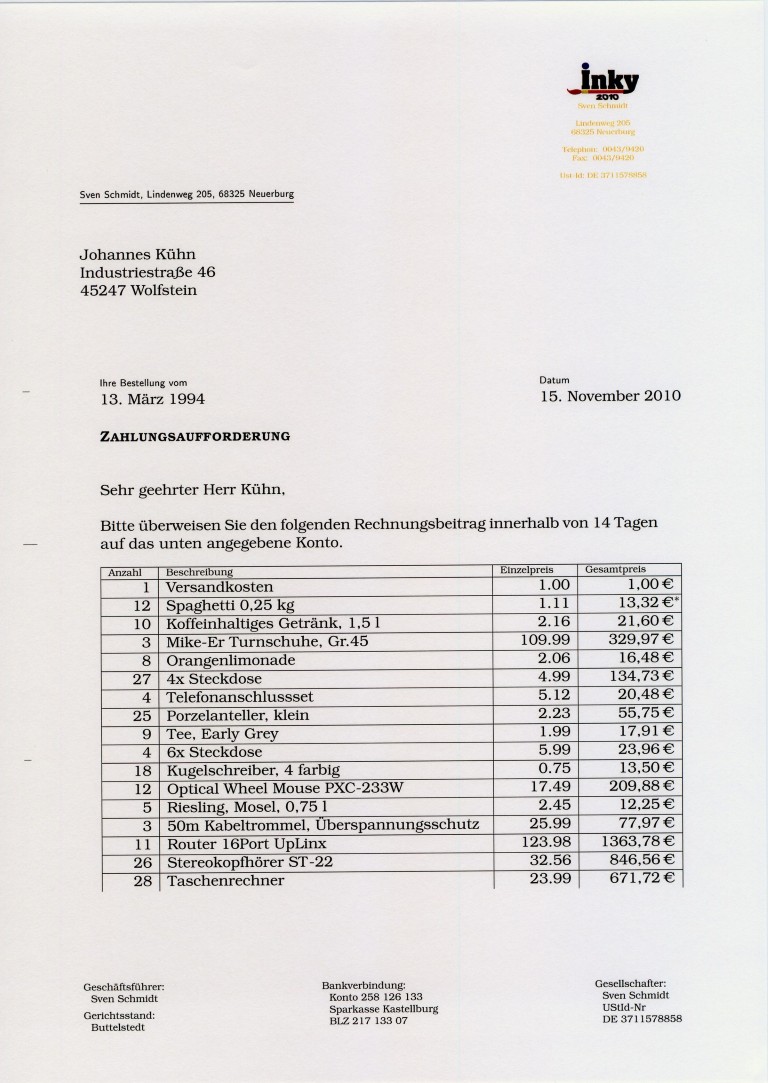 inky
2010
Sven Schmidt
Lindenweg 205
68325 Neuerburg
Telephon: 0043/9420
Fax: 0043/9420
Ust-Id: DE 3711578858
Sven Schmidt, Lindenweg 205, 68325 Neuerburg
Johannes Kühn
Industriestraße 46
45247 Wolfstein
Ihre Bestellung vom
13. März 1994
Datum
15. November 2010
ZAHLUNGSAUFFORDERUNG
Sehr geehrter Herr Kühn,
Bitte überweisen Sie den folgenden Rechnungsbeitrag innerhalb von 14 Tagen
auf das unten angegebene Konto.
Anzahl Beschreibung Einzelpreis Gesamtpreis
1 Versandkosten 1.00 1,00 €
12 Spaghetti 0,25 kg 1.11 13,32 €*
10 Koffeinhaltiges Getränk, 1,5 l 2.16 21,60 €
3 Mike-Er Turnschuhe, Gr.45 109.99 329,97 €
8 Orangenlimonade 2.06 16,48 €
27 4x Steckdose 4.99 134,73 €
4 Telefonanschlussset 5.12 20,48 €
25 Porzelanteller, klein 2.23 55,75 €
9 Tee, Early Grey 1.99 17,91 €
4 6x Steckdose 5.99 23,96 €
18 Kugelschreiber, 4 farbig 0.75 13,50 €
12 Optical Wheel Mouse PXC-233W 17.49 209,88 €
5 Riesling, Mosel, 0,75 l 2.45 12,25 €
3 50m Kabeltrommel, Überspannungsschutz 25.99 77,97 €
11 Router 16Port UpLinx 123.98 1363,78 €
26 Stereokopfhörer ST-22 32.56 846,56 €
28 Taschenrechner 23.99 671,72 €
Geschäftsführer:
Sven Schmidt
Gerichtsstand:
Buttelstedt
Bankverbindung:
Konto 258 126 133
Sparkasse Kastellburg
BLZ 217 133 07
Gesellschafter:
Sven Schmidt
UStId-Nr
DE 3711578858